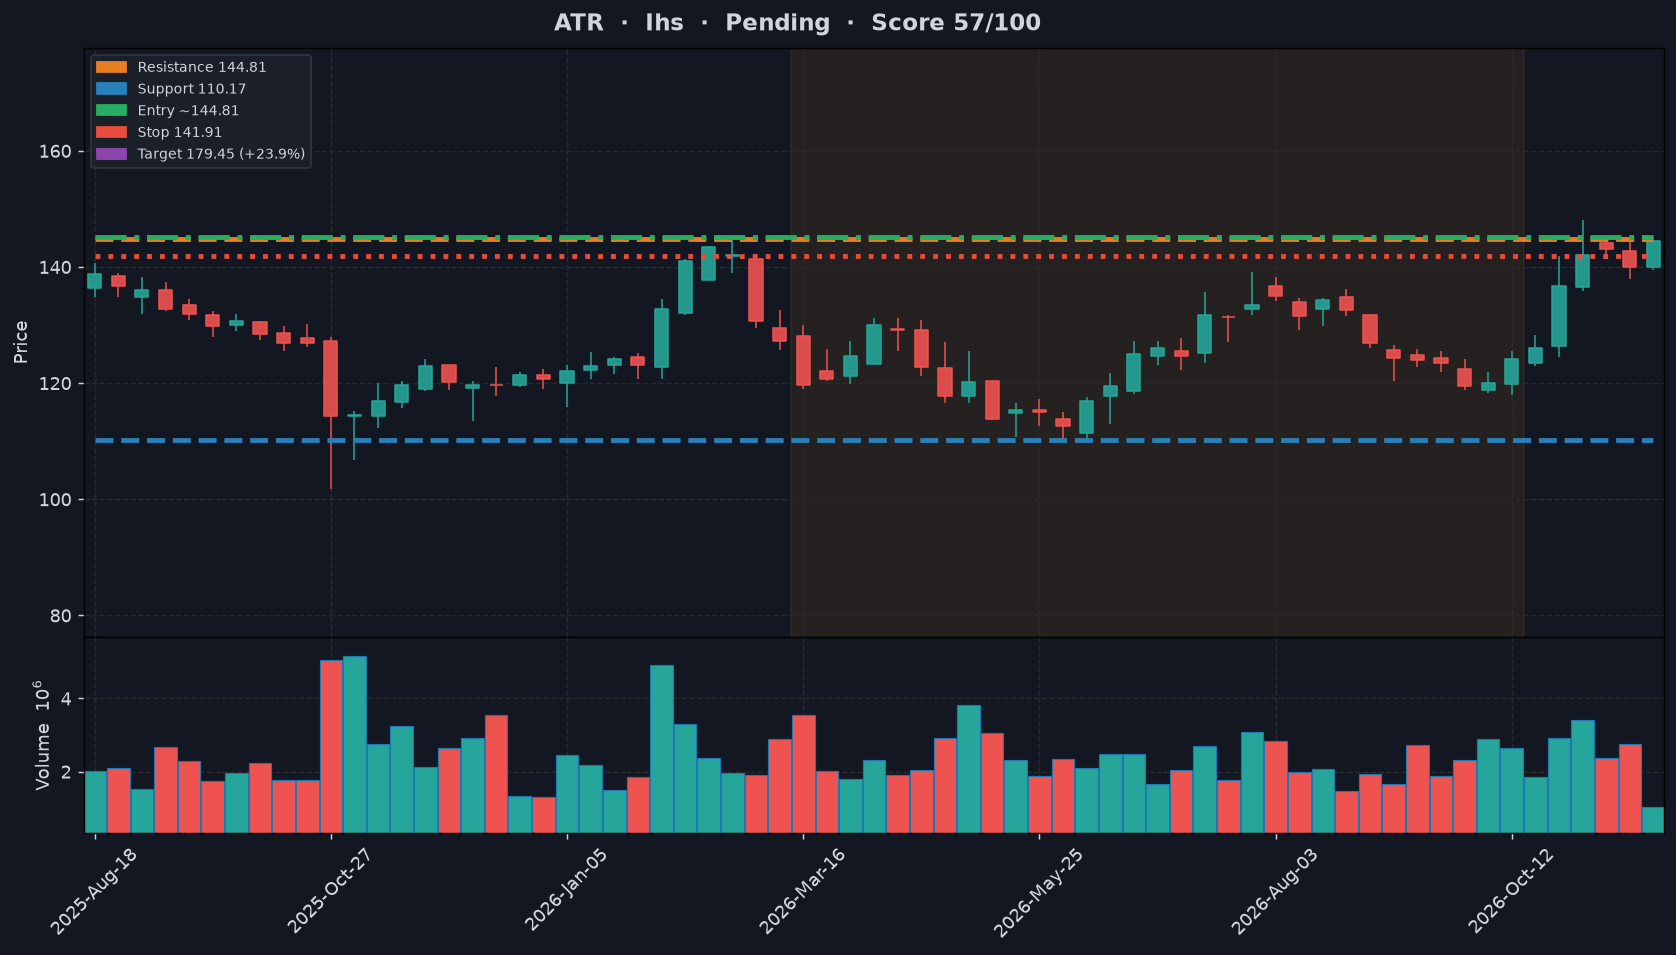 ATR · Ihs · Pending · Score 57/100
Resistance 144.81
Support 110.17
Entry ~144.81
Stop 141.91
Target 179.45 (+23.9%)
Price
160
140
120
100
80
Volume 10⁶
4
2
2025-Aug-18
2025-Oct-27
2026-Jan-05
2026-Mar-16
2026-May-25
2026-Aug-03
2026-Oct-12